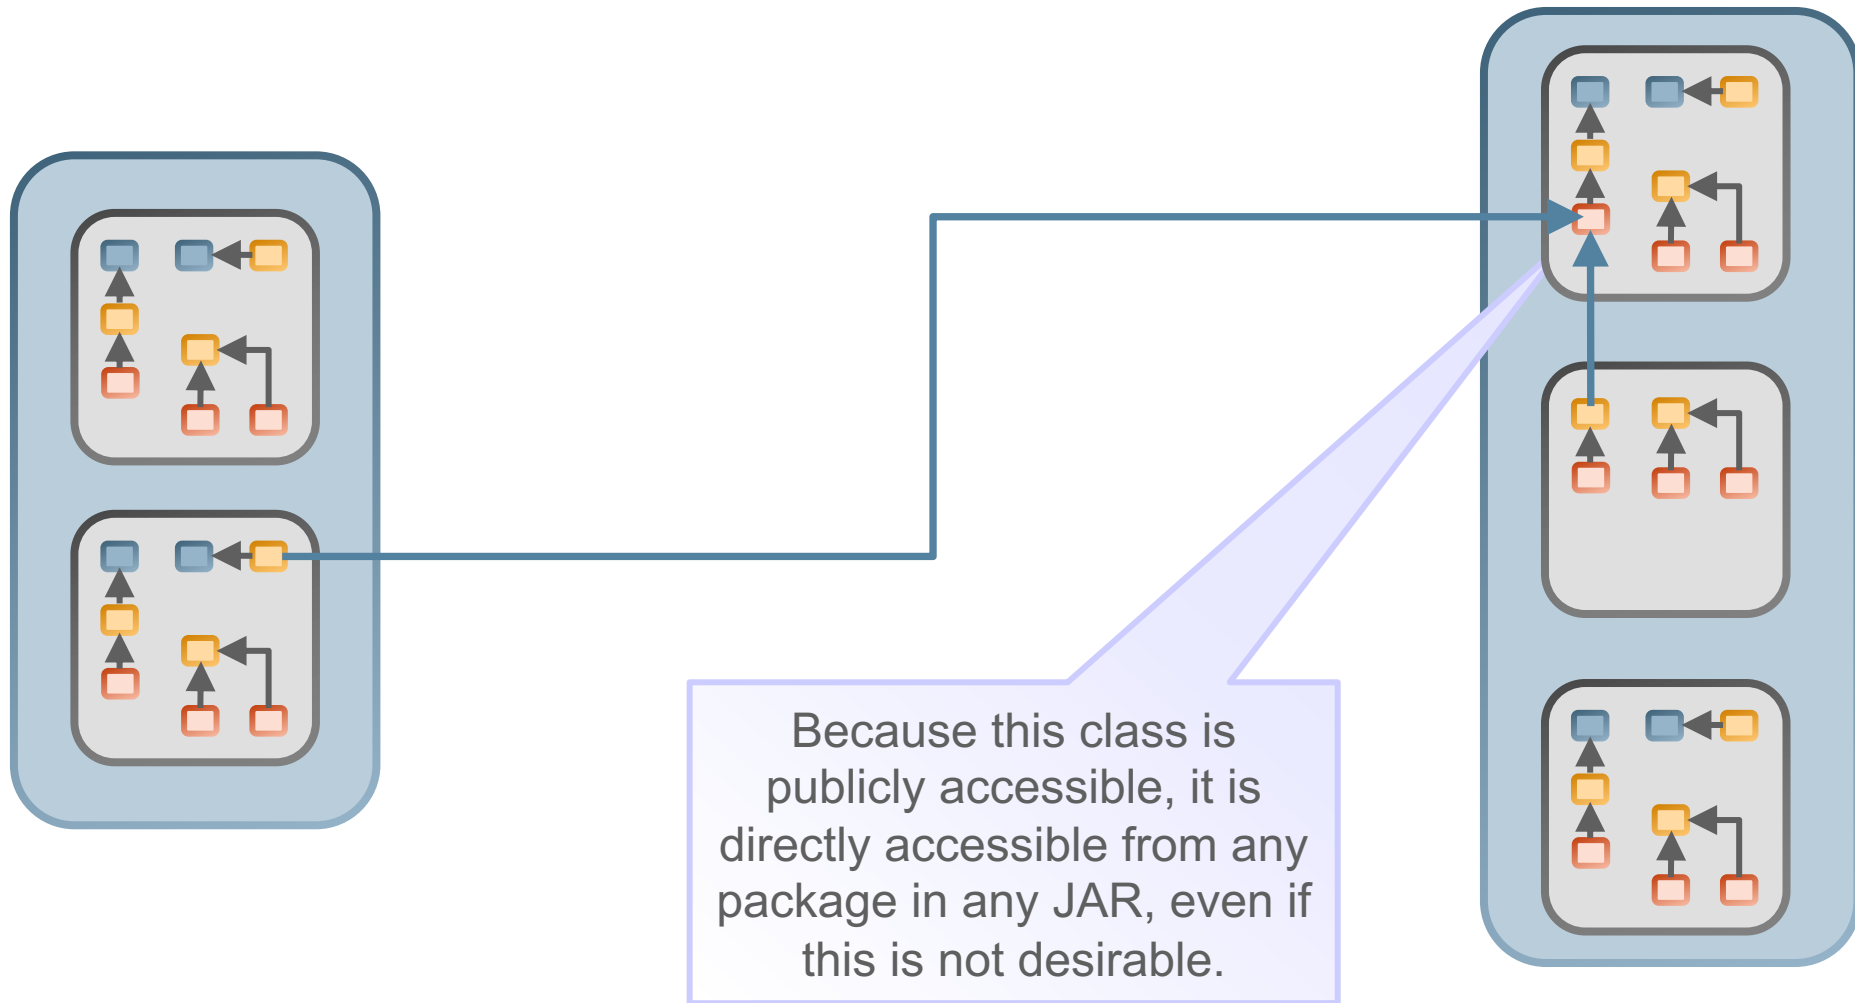 Because this class is
publicly accessible, it is
directly accessible from any
package in any JAR, even if
this is not desirable.